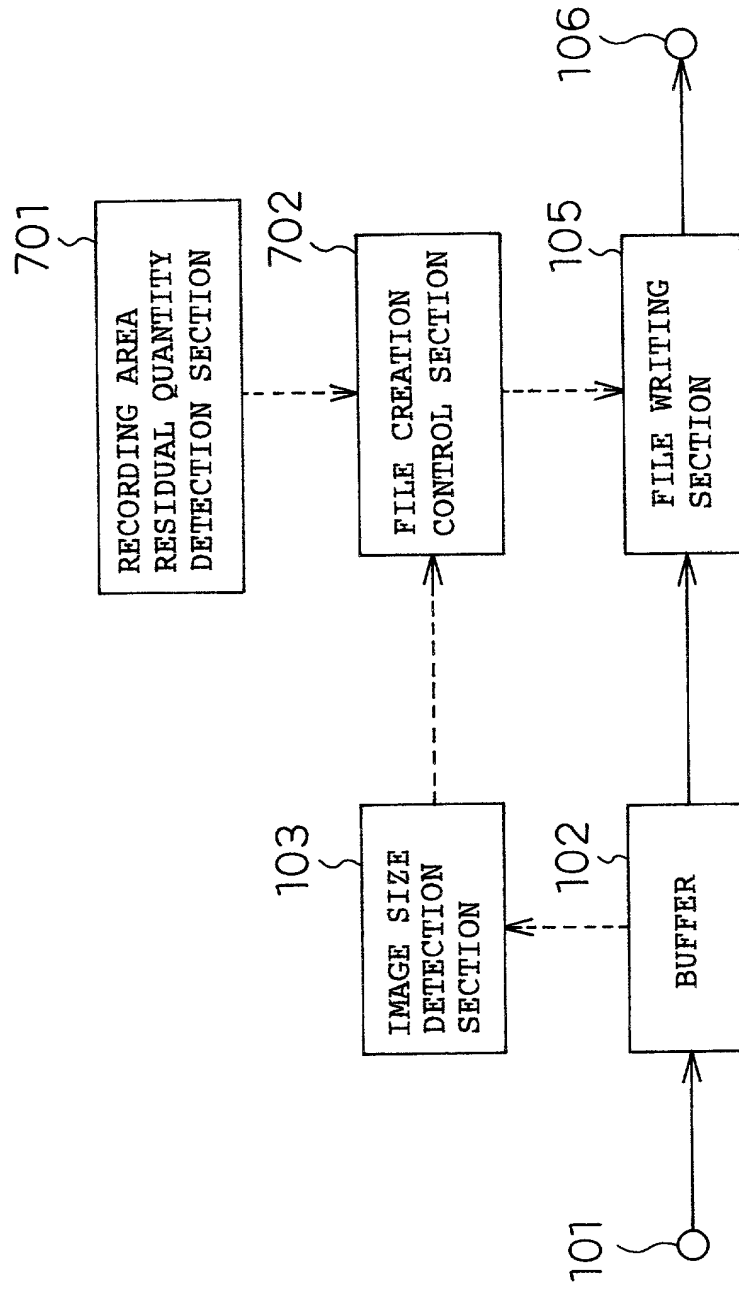 701
RECORDING AREA
RESIDUAL QUANTITY
DETECTION SECTION
103
IMAGE SIZE
DETECTION
SECTION
702
FILE CREATION
CONTROL SECTION
101
102
BUFFER
105
FILE WRITING
SECTION
106